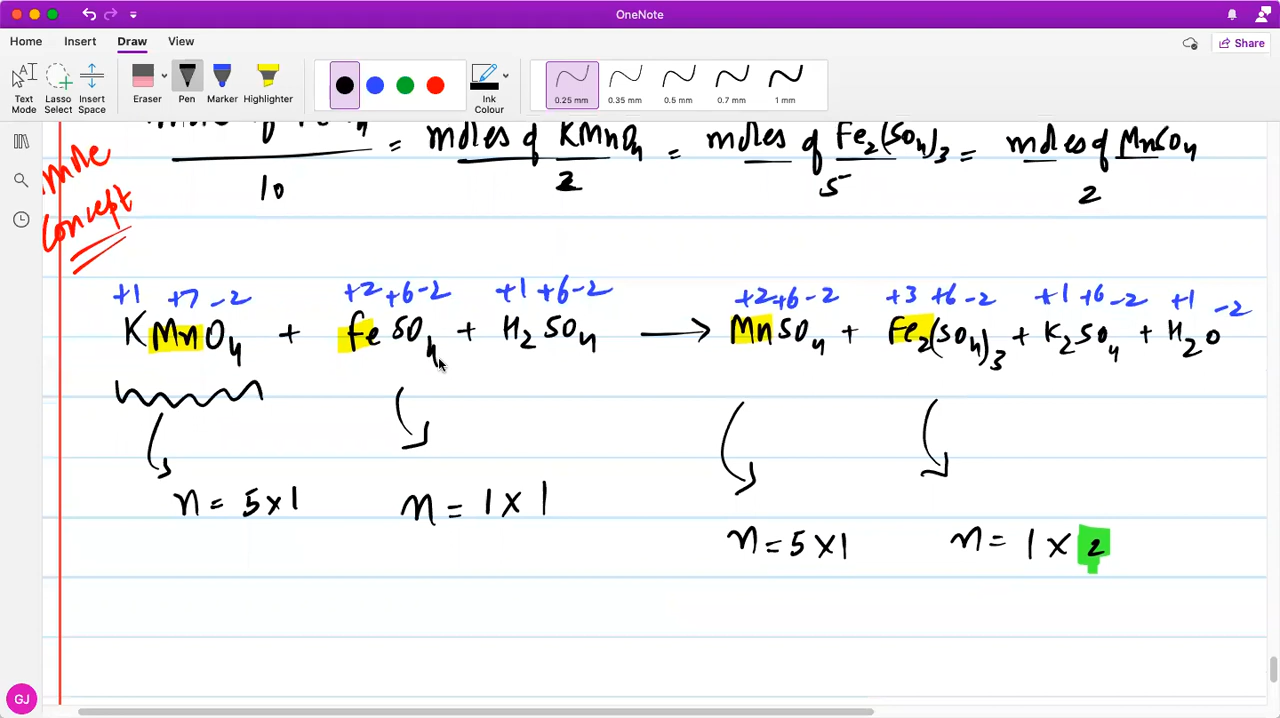 OneNote
Home Insert Draw View Share
Text Mode Lasso Select Insert Space Eraser Pen Marker Highlighter 0.25 mm 0.35 mm 0.5 mm 0.7 mm 1 mm Ink Colour
= moles of KMnO4 = moles of Fe2(SO4)3 = moles of MnSO4
10 2 5 2
mole
concept
+1 +7 -2 +2 +6 -2 +1 +6 -2 +2 +6 -2 +3 +6 -2 +1 +6 -2 +1 -2
KMnO4 + FeSO4 + H2SO4 → MnSO4 + Fe2(SO4)3 + K2SO4 + H2O
n = 5 x 1 n = 1 x 1
n = 5 x 1 n = 1 x 2
GJ